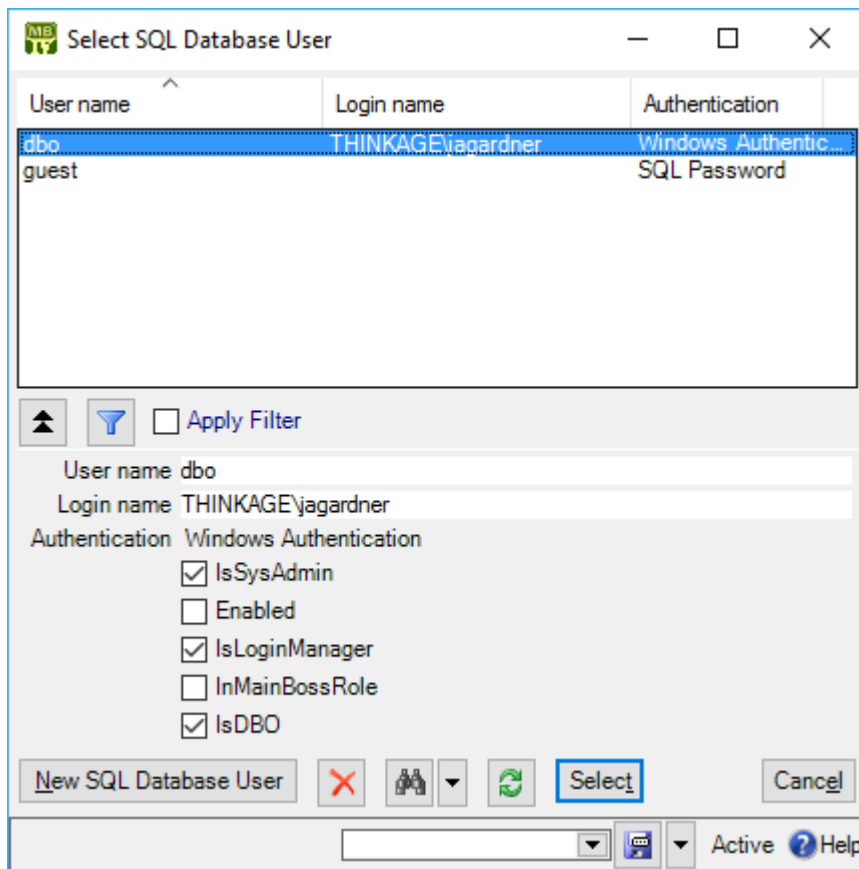 MB
Select SQL Database User
User name Login name Authentication
dbo THINKAGE\jagardner Windows Authentic...
guest SQL Password
Apply Filter
User name dbo
Login name THINKAGE\jagardner
Authentication Windows Authentication
IsSysAdmin
Enabled
IsLoginManager
InMainBossRole
IsDBO
New SQL Database User Select Cancel
Active ? Help